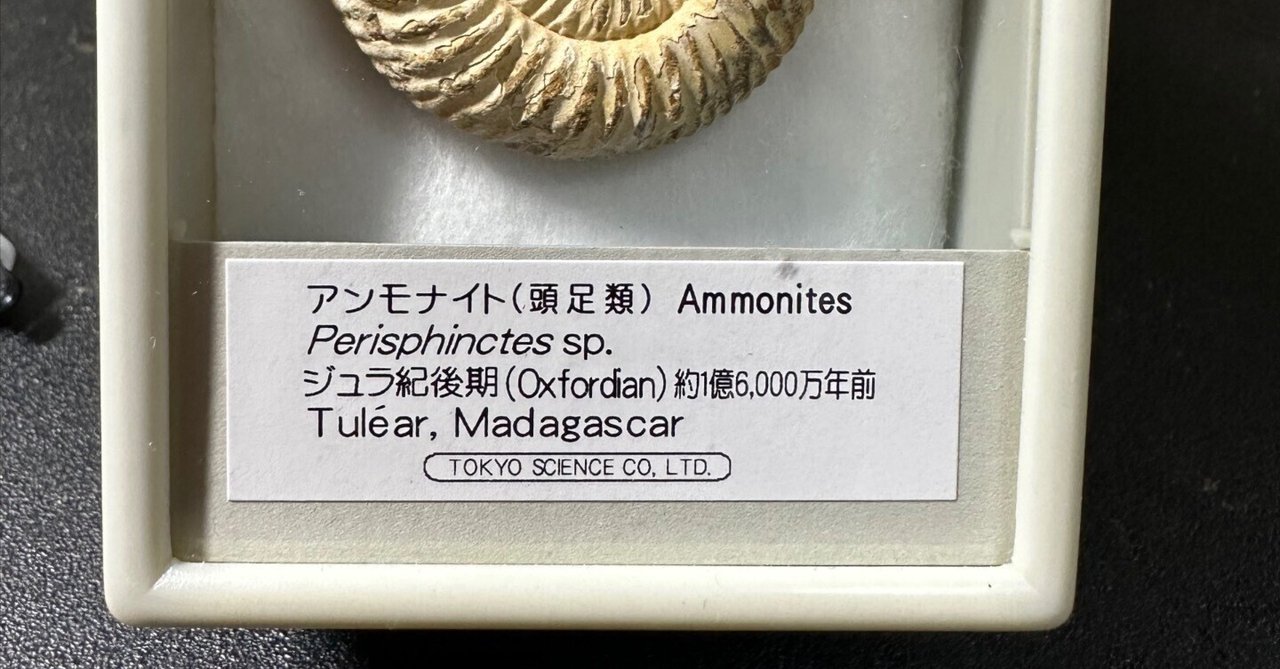 アンモナイト(頭足類) Ammonites
Perisphinctes sp.
ジュラ紀後期(Oxfordian)約1億6,000万年前
Tuléar, Madagascar
TOKYO SCIENCE CO, LTD.